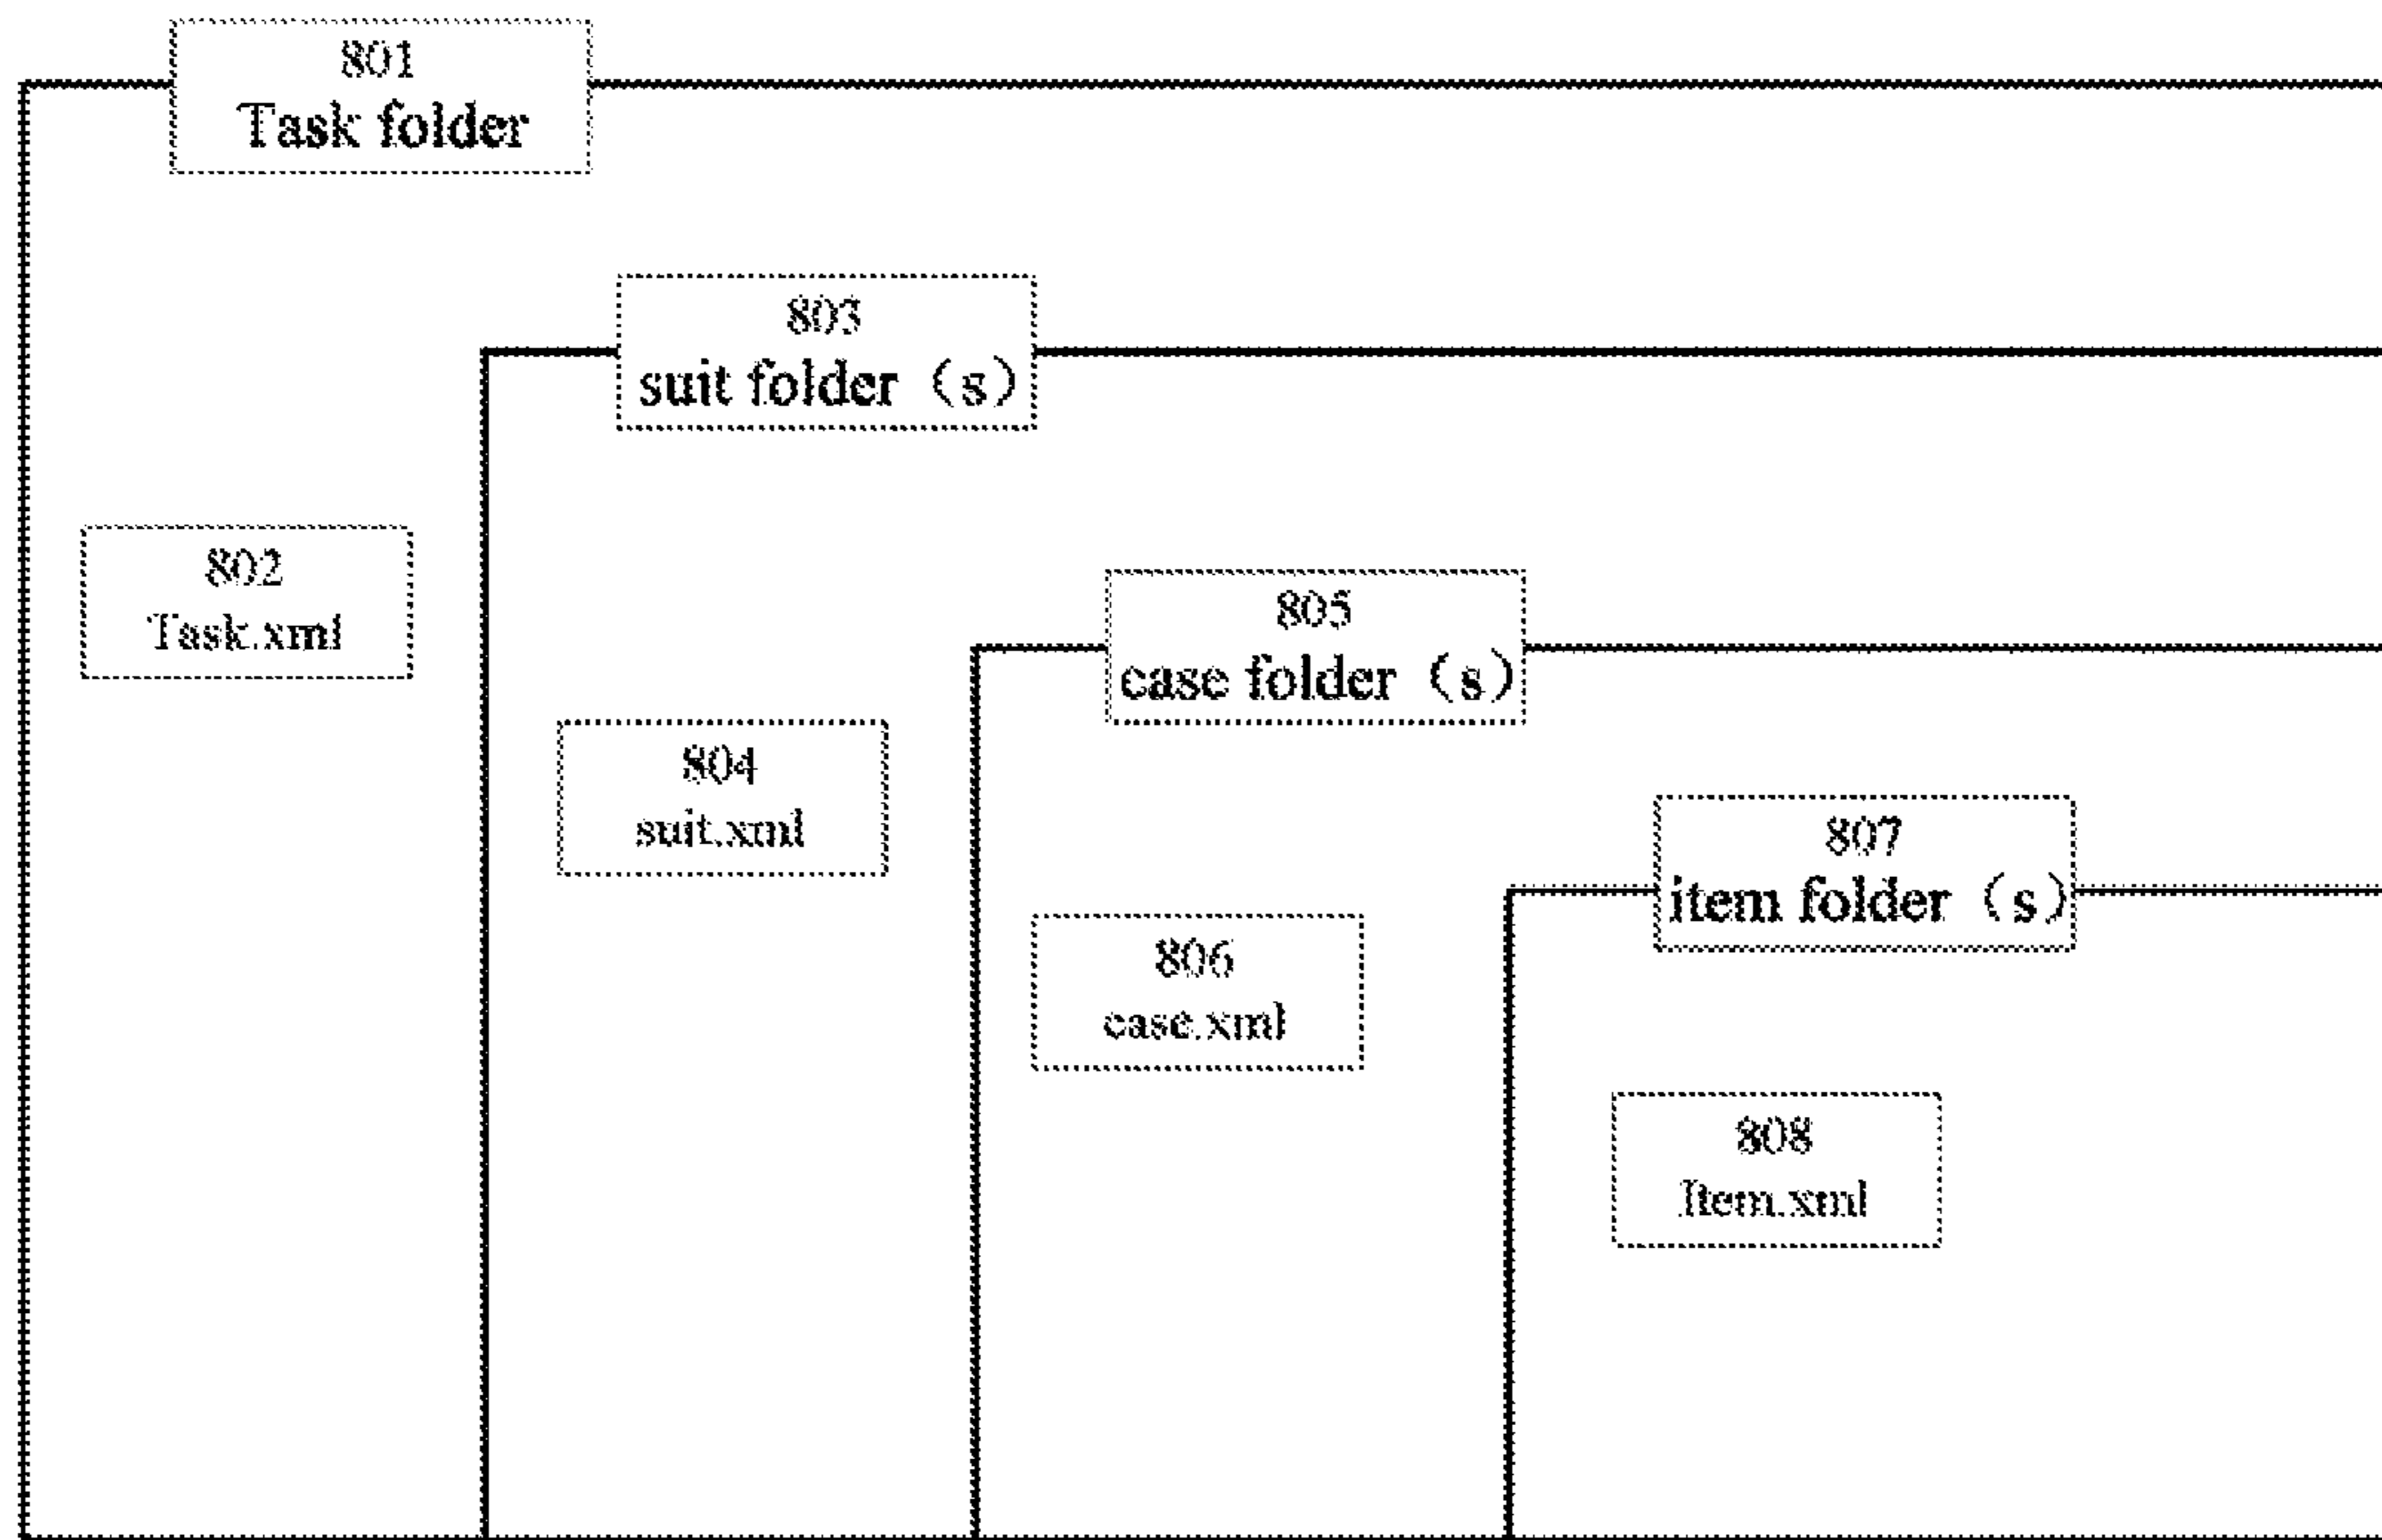 801
Task folder
803
suit folder（s）
802
Task.xml
805
case folder（s）
804
suit.xml
807
item folder（s）
806
case.xml
808
Item.xml